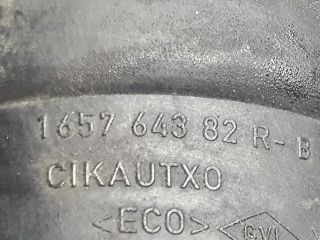 1657 643 82 R-B
CIKAUTXO
<ECO>